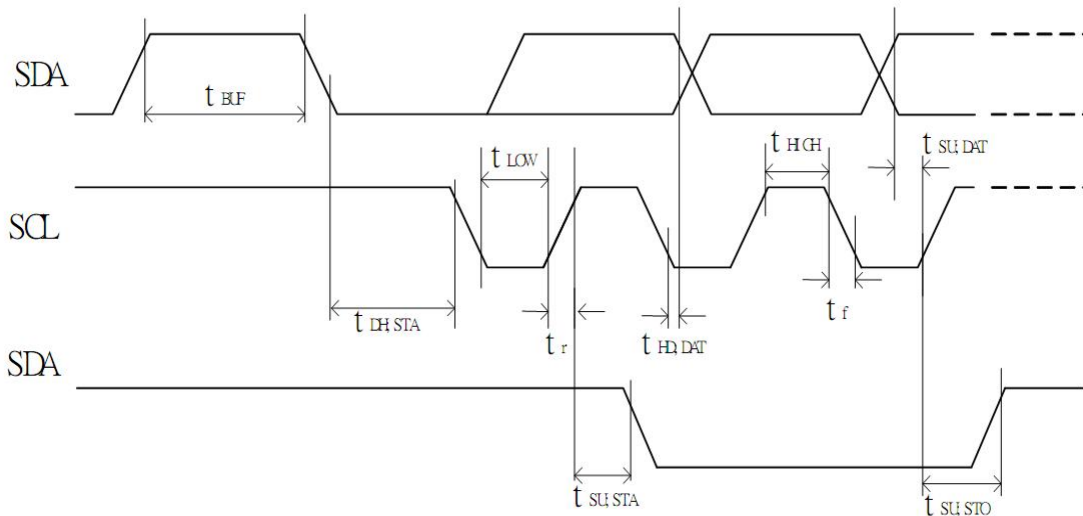 SDA
t BUF
t HIGH
t SU;DAT
t LOW
SCL
t DH;STA
t r
t HD;DAT
t f
SDA
t SU;STA
t SU;STO